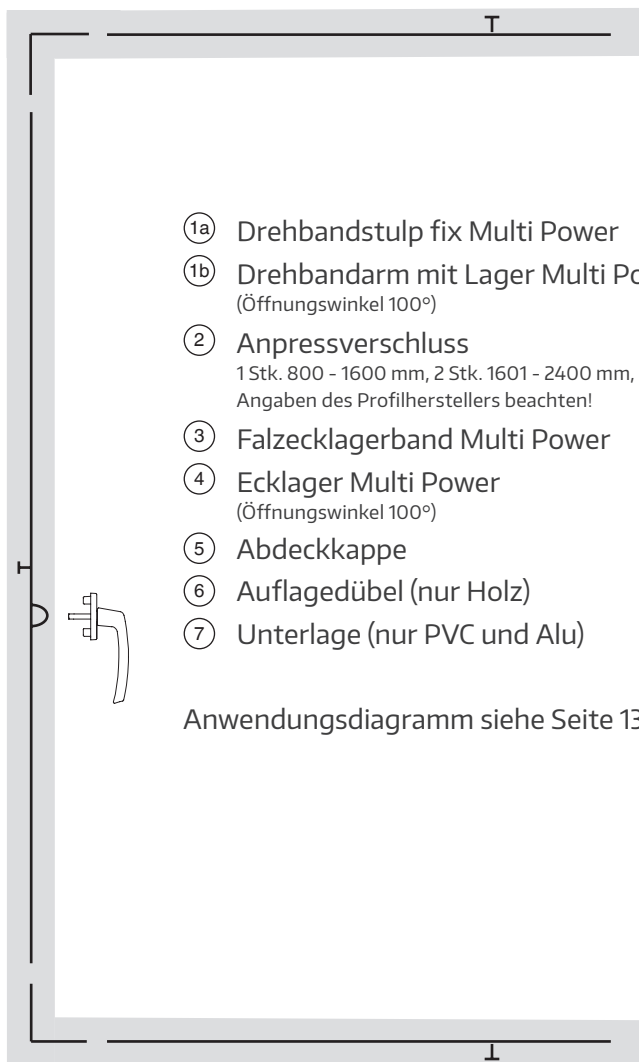 1a Drehbandstulp fix Multi Power
1b Drehbandarm mit Lager Multi
(Öffnungswinkel 100°)
2 Anpressverschluss
1 Stk. 800 - 1600 mm, 2 Stk. 1601 - 2400 mm,
Angaben des Profilherstellers beachten!
3 Falzecklagerband Multi Power
4 Ecklager Multi Power
(Öffnungswinkel 100°)
5 Abdeckkappe
6 Auflagedübel (nur Holz)
7 Unterlage (nur PVC und Alu)
Anwendungsdiagramm siehe Seite